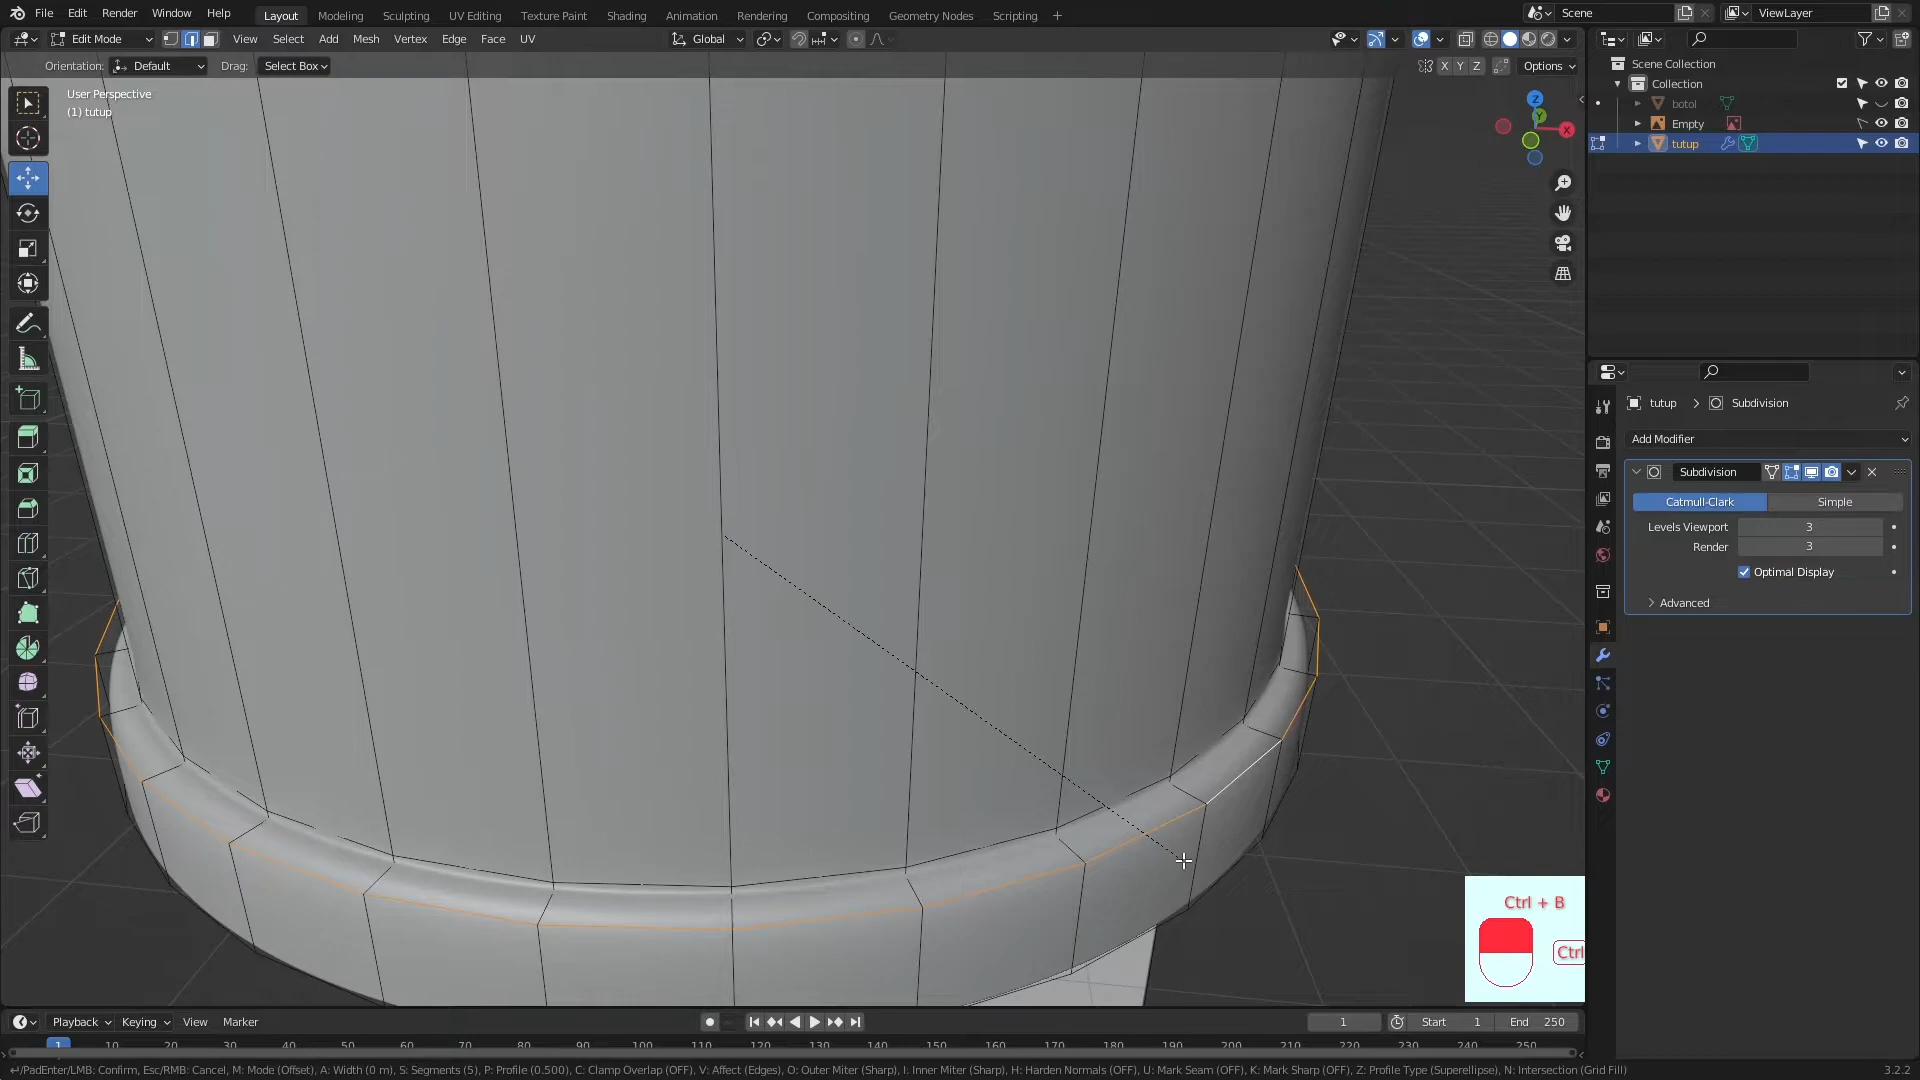 File Edit Render Window Help Layout Modeling Sculpting UV Editing Texture Paint Shading Animation Rendering Compositing Geometry Nodes Scripting + Scene ViewLayer
Edit Mode View Select Add Mesh Vertex Edge Face UV Global
Orientation: Default Drag: Select Box X Y Z Options
User Perspective
(1) tutup
Z
Y
X
Scene Collection
Collection
botol
Empty
tutup
tutup > Subdivision
Add Modifier
Subdivision
Catmull-Clark Simple
Levels Viewport 3
Render 3
Optimal Display
Advanced
Ctrl + B
Ctrl
Playback Keying View Marker 1 Start 1 End 250
1 10 20 30 40 50 60 70 80 90 100 110 120 130 140 150 160 170 180 190 200 210 220 230 240 250
↵/PadEnter/LMB: Confirm, Esc/RMB: Cancel, M: Mode (Offset), A: Width (0 m), S: Segments (5), P: Profile (0.500), C: Clamp Overlap (OFF), V: Affect (Edges), O: Outer Miter (Sharp), I: Inner Miter (Sharp), H: Harden Normals (OFF), U: Mark Seam (OFF), K: Mark Sharp (OFF), Z: Profile Type (Superellipse), N: Intersection (Grid Fill) 3.2.2